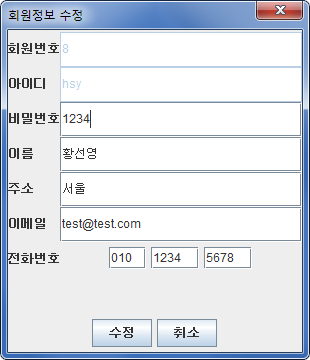 회원정보 수정
회원번호 8
아이디 hsy
비밀번호 1234
이름 황선영
주소 서울
이메일 test@test.com
전화번호 010 1234 5678
수정 취소